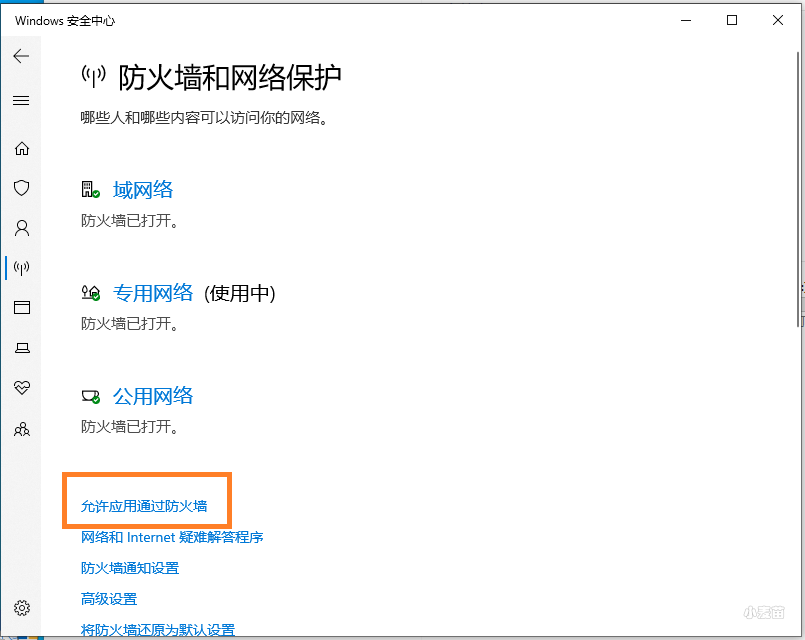 Windows 安全中心
防火墙和网络保护
哪些人和哪些内容可以访问你的网络。
域网络
防火墙已打开。
专用网络 (使用中)
防火墙已打开。
公用网络
防火墙已打开。
允许应用通过防火墙
网络和 Internet 疑难解答程序
防火墙通知设置
高级设置
将防火墙还原为默认设置